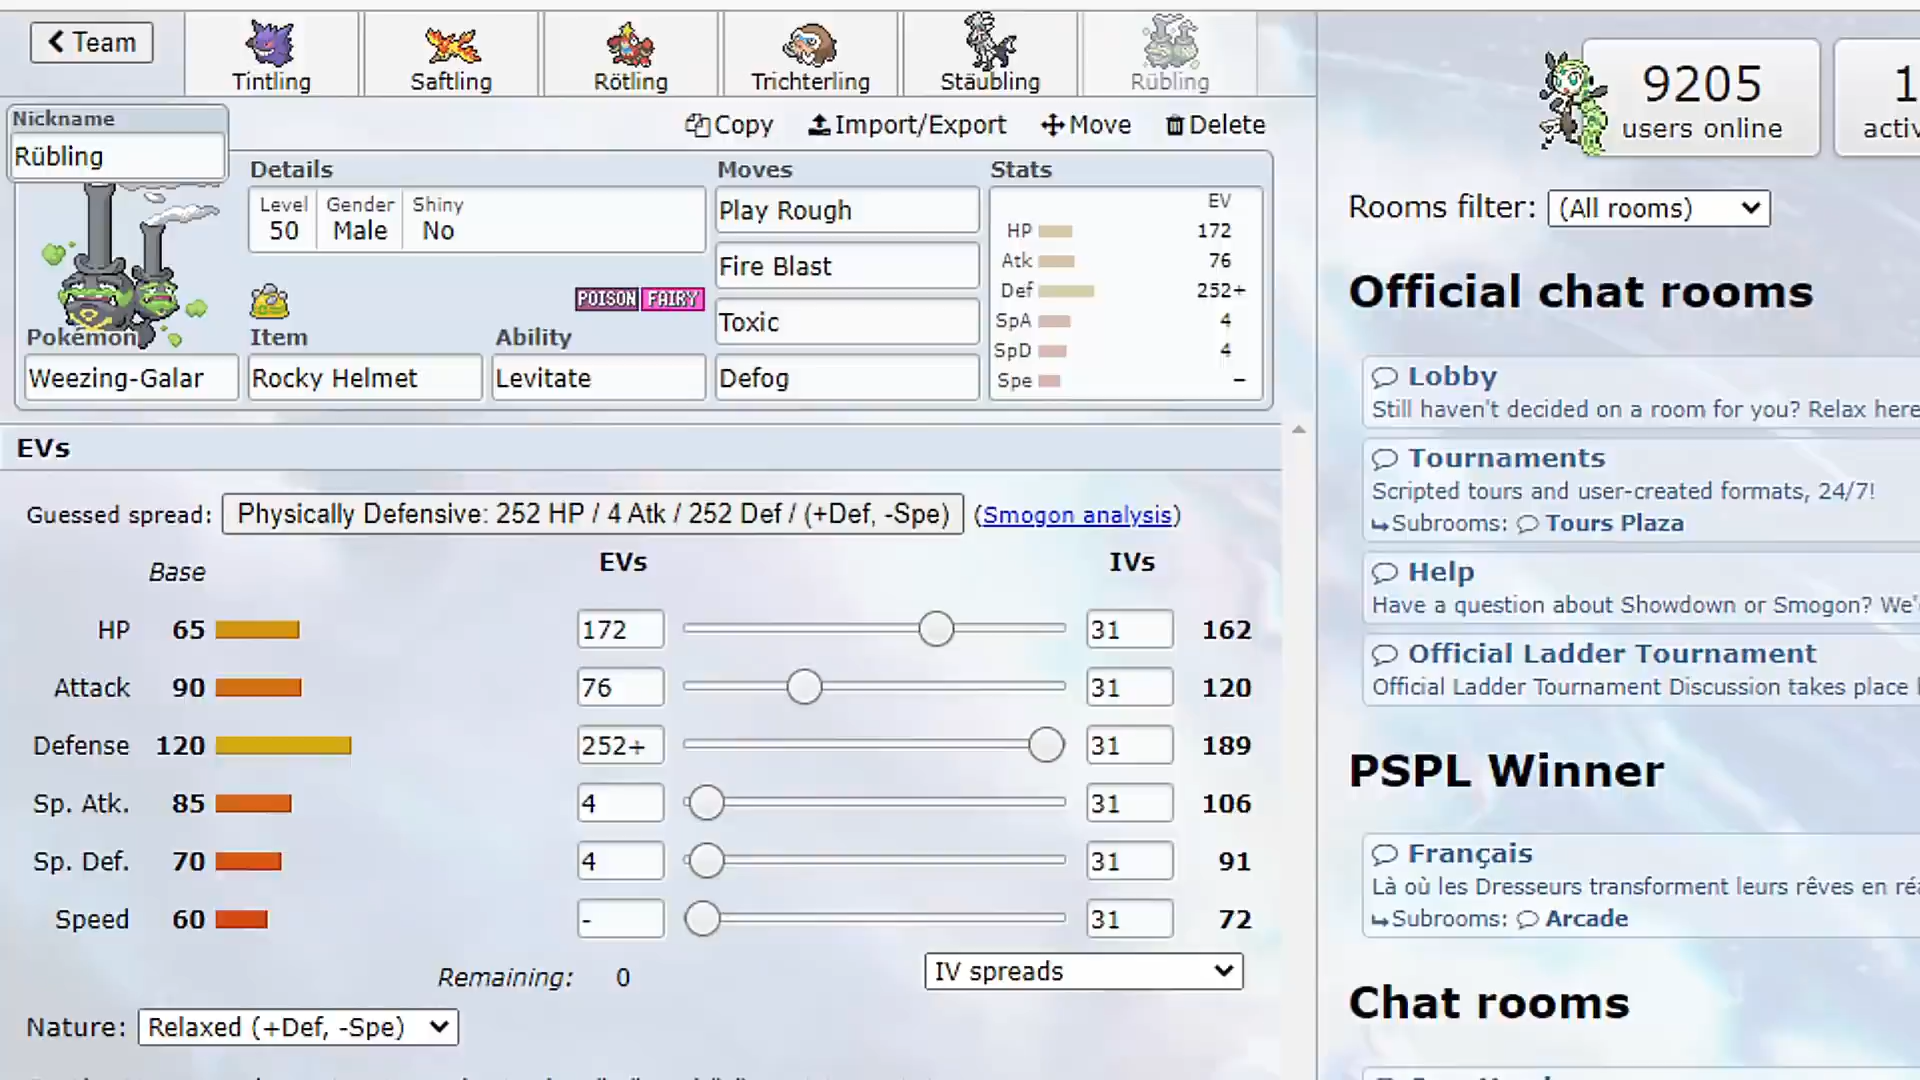 Team
Tintling
Saftling
Rötling
Trichterling
Stäubling
Rübling
Nickname
Rübling
Copy
Import/Export
Move
Delete
Details
Level
50
Gender
Male
Shiny
No
POISON FAIRY
Pokémon
Weezing-Galar
Item
Rocky Helmet
Ability
Levitate
Moves
Play Rough
Fire Blast
Toxic
Defog
Stats
EV
HP 172
Atk 76
Def 252+
SpA 4
SpD 4
Spe –
EVs
Guessed spread: Physically Defensive: 252 HP / 4 Atk / 252 Def / (+Def, -Spe) (Smogon analysis)
Base EVs IVs
HP 65 172 31 162
Attack 90 76 31 120
Defense 120 252+ 31 189
Sp. Atk. 85 4 31 106
Sp. Def. 70 4 31 91
Speed 60 - 31 72
Remaining: 0
IV spreads
Nature: Relaxed (+Def, -Spe)
9205
users online
1
activ
Rooms filter: (All rooms)
Official chat rooms
Lobby
Still haven't decided on a room for you? Relax here
Tournaments
Scripted tours and user-created formats, 24/7!
Subrooms: Tours Plaza
Help
Have a question about Showdown or Smogon? We'
Official Ladder Tournament
Official Ladder Tournament Discussion takes place
PSPL Winner
Français
Là où les Dresseurs transforment leurs rêves en ré
Subrooms: Arcade
Chat rooms